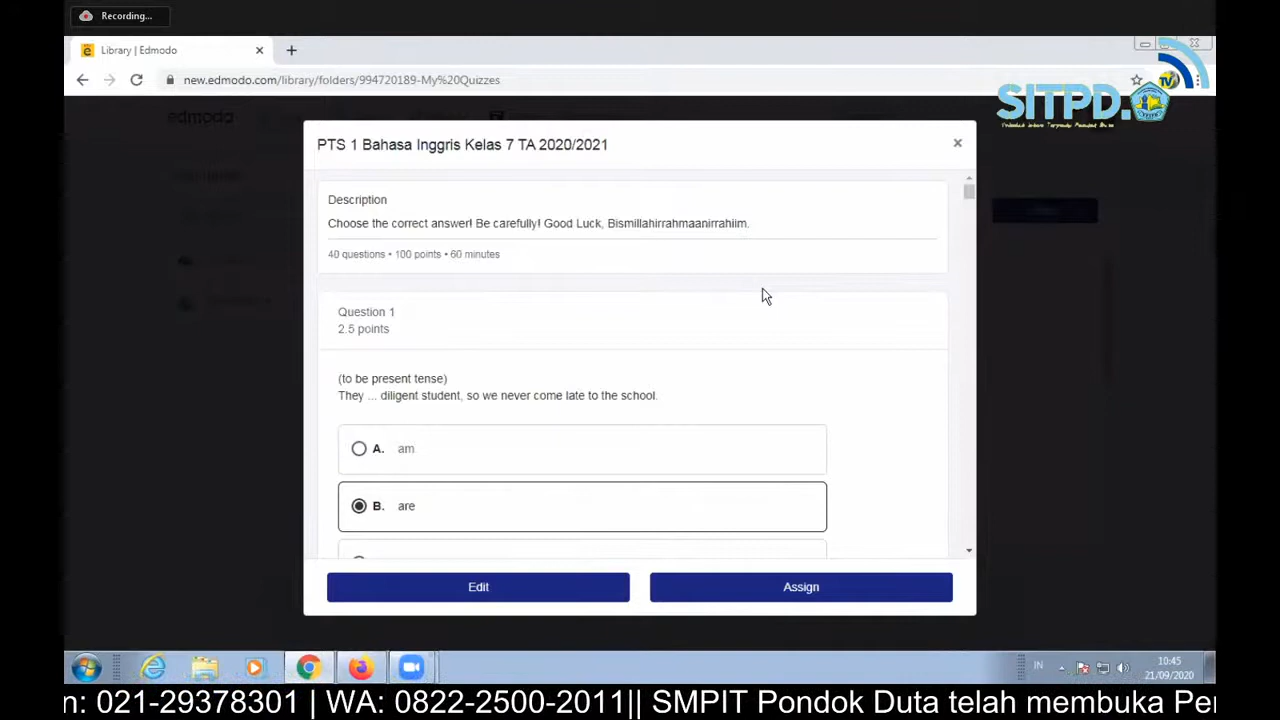 Recording...
Library | Edmodo
new.edmodo.com/library/folders/994720189-My%20Quizzes
SITPD.
TV
edmodo
PTS 1 Bahasa Inggris Kelas 7 TA 2020/2021
Description
Choose the correct answer! Be carefully! Good Luck, Bismillahirrahmaanirrahiim.
40 questions • 100 points • 60 minutes
Question 1
2.5 points
(to be present tense)
They ... diligent student, so we never come late to the school.
A. am
B. are
Edit
Assign
IN
10:45
21/09/2020
n: 021-29378301 | WA: 0822-2500-2011|| SMPIT Pondok Duta telah membuka Per